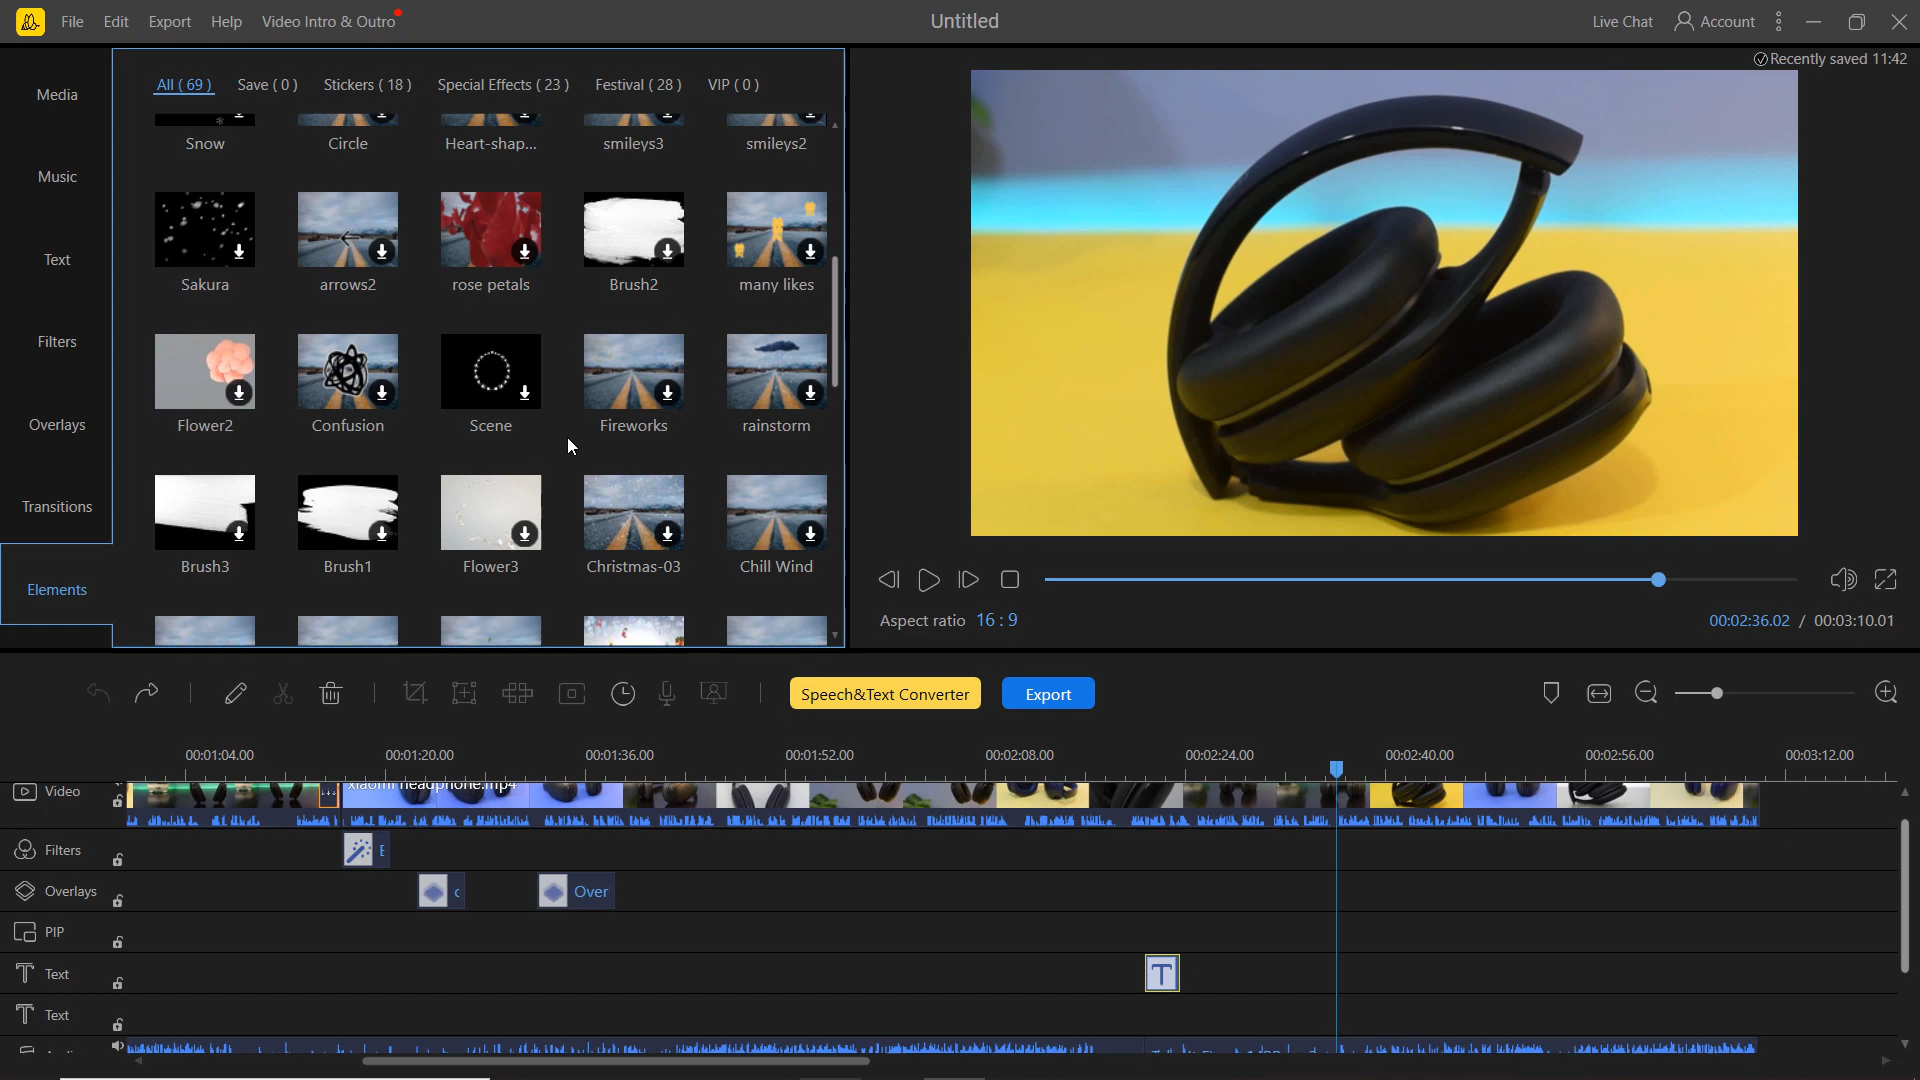 File Edit Export Help Video Intro & Outro Untitled Live Chat Account
Recently saved 11:42
Media
Music
Text
Filters
Overlays
Transitions
Elements
All ( 69 ) Save ( 0 ) Stickers ( 18 ) Special Effects ( 23 ) Festival ( 28 ) VIP ( 0 )
Snow Circle Heart-shap... smileys3 smileys2
Sakura arrows2 rose petals Brush2 many likes
Flower2 Confusion Scene Fireworks rainstorm
Brush3 Brush1 Flower3 Christmas-03 Chill Wind
Aspect ratio 16 : 9 00:02:36.02 / 00:03:10.01
Speech&Text Converter Export
00:01:04.00 00:01:20.00 00:01:36.00 00:01:52.00 00:02:08.00 00:02:24.00 00:02:40.00 00:02:56.00 00:03:12.00
Video xiaomi headphone.mp4
Filters
Overlays Over
PIP
Text T
Text